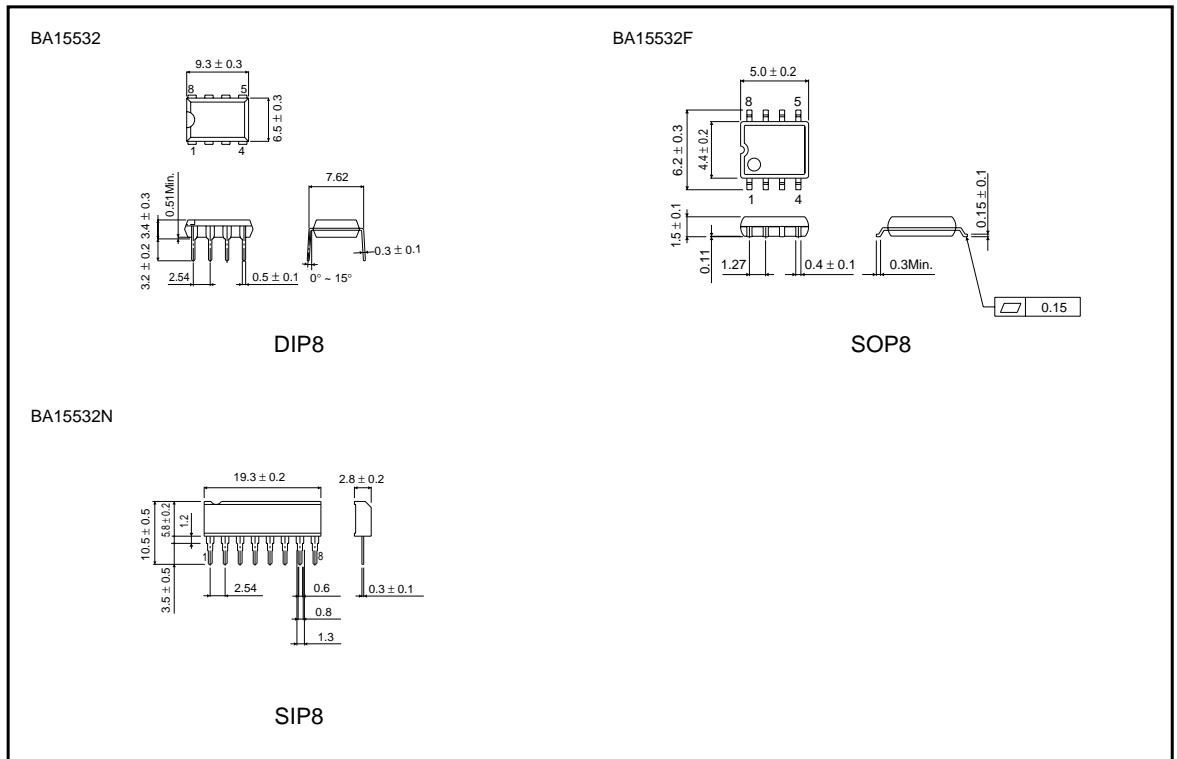 BA15532
9.3 ± 0.3
8 5
6.5 ± 0.3
1 4
0.51Min.
3.4 ± 0.3
3.2 ± 0.2
7.62
2.54
0.5 ± 0.1
0° ~ 15°
0.3 ± 0.1
DIP8
BA15532F
5.0 ± 0.2
8 5
6.2 ± 0.3
4.4 ± 0.2
1 4
1.5 ± 0.1
0.11
1.27
0.4 ± 0.1
0.3Min.
0.15 ± 0.1
0.15
SOP8
BA15532N
19.3 ± 0.2
2.8 ± 0.2
10.5 ± 0.5
5.8 ± 0.2
1.2
1 8
3.5 ± 0.5
2.54
0.6
0.3 ± 0.1
0.8
1.3
SIP8